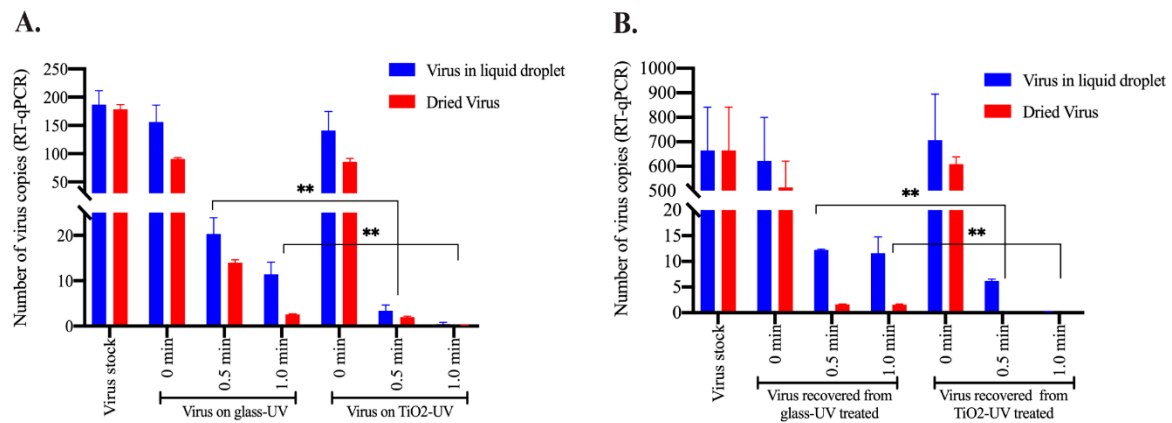 A.
Number of virus copies (RT-qPCR)
250
200
150
100
50
20
10
0
Virus in liquid droplet
Dried Virus
**
**
Virus stock
0 min
0.5 min
1.0 min
0 min
0.5 min
1.0 min
Virus on glass-UV
Virus on TiO2-UV
B.
Number of virus copies (RT-qPCR)
1000
900
800
700
600
500
20
15
10
5
0
Virus in liquid droplet
Dried Virus
**
**
Virus stock
0 min
0.5 min
1.0 min
0 min
0.5 min
1.0 min
Virus recovered from
glass-UV treated
Virus recovered from
TiO2-UV treated